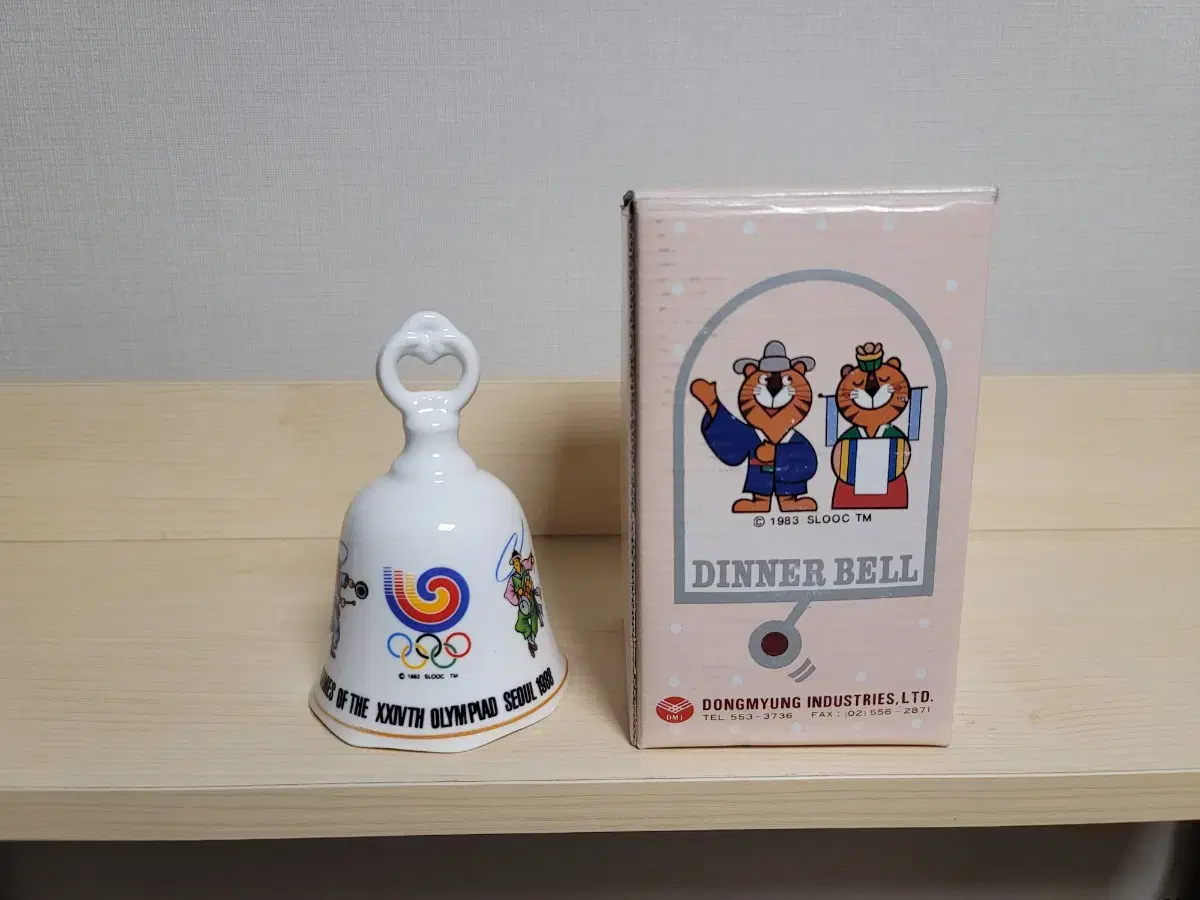 © 1983 SLOOC TM
OF THE XXIVTH OLYMPIAD SEOUL 1988
© 1983 SLOOC TM
DINNER BELL
DMI
DONGMYUNG INDUSTRIES, LTD.
TEL 553-3736 FAX: (02) 556-2871